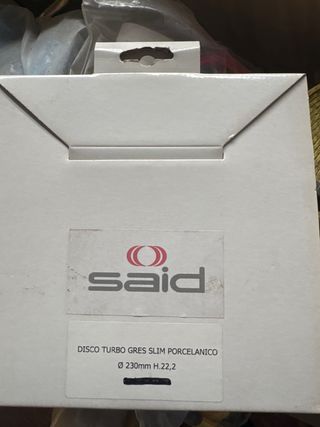 said
DISCO TURBO GRES SLIM PORCELANICO
Ø 230mm H.22,2